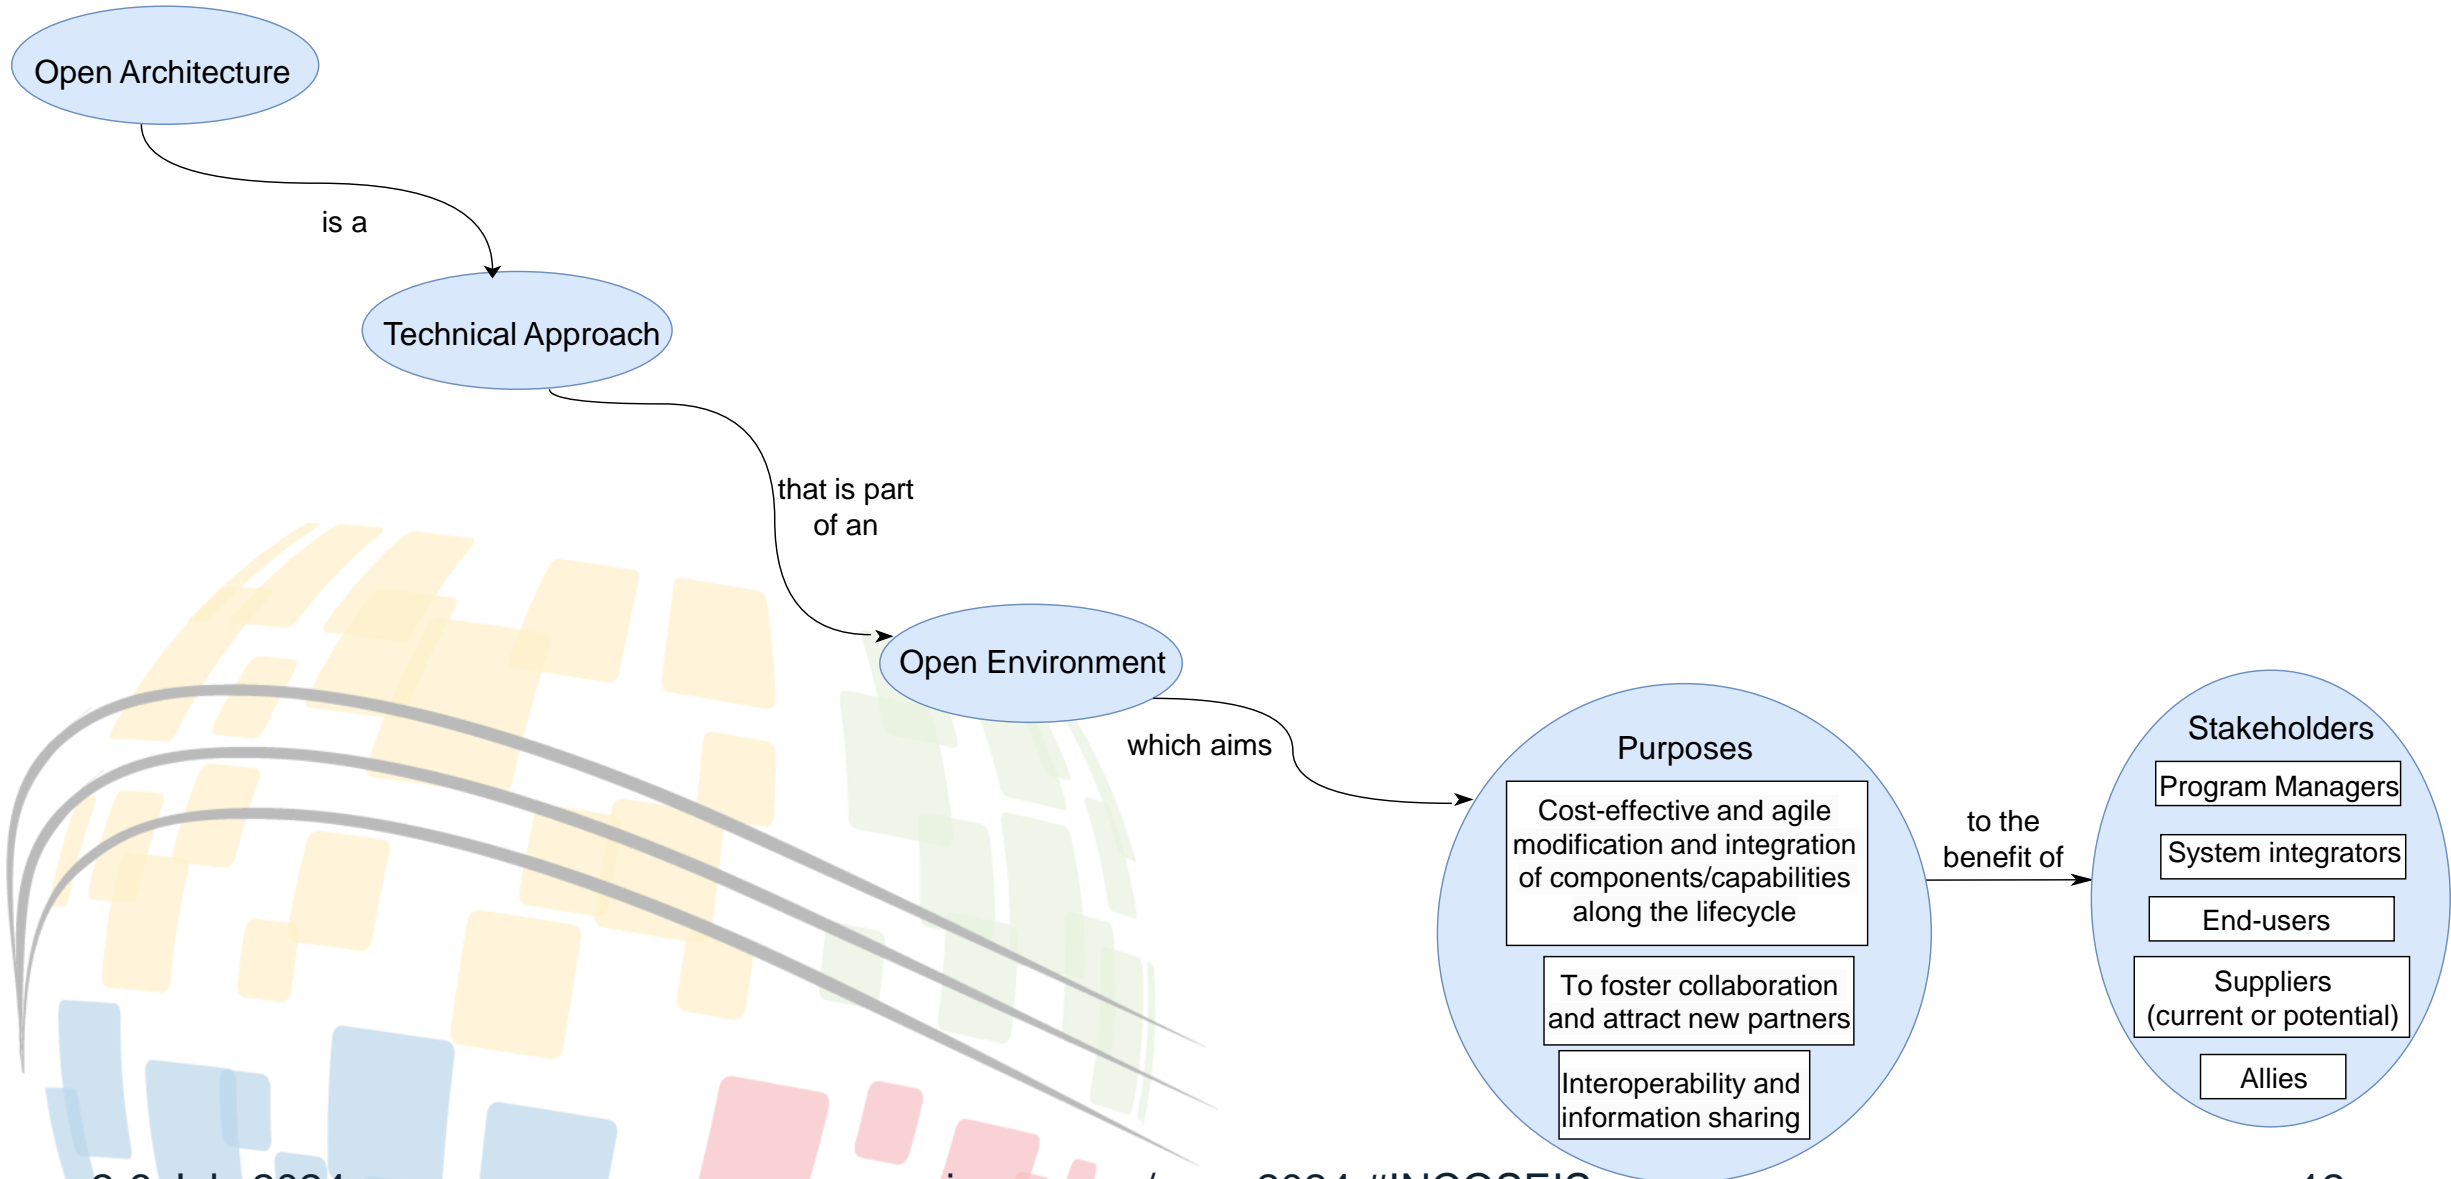 Open Architecture
is a
Technical Approach
that is part
of an
Open Environment
which aims
Purposes
Cost-effective and agile
modification and integration
of components/capabilities
along the lifecycle
To foster collaboration
and attract new partners
Interoperability and
information sharing
to the
benefit of
Stakeholders
Program Managers
System integrators
End-users
Suppliers
(current or potential)
Allies
2024 #INCOSEIS